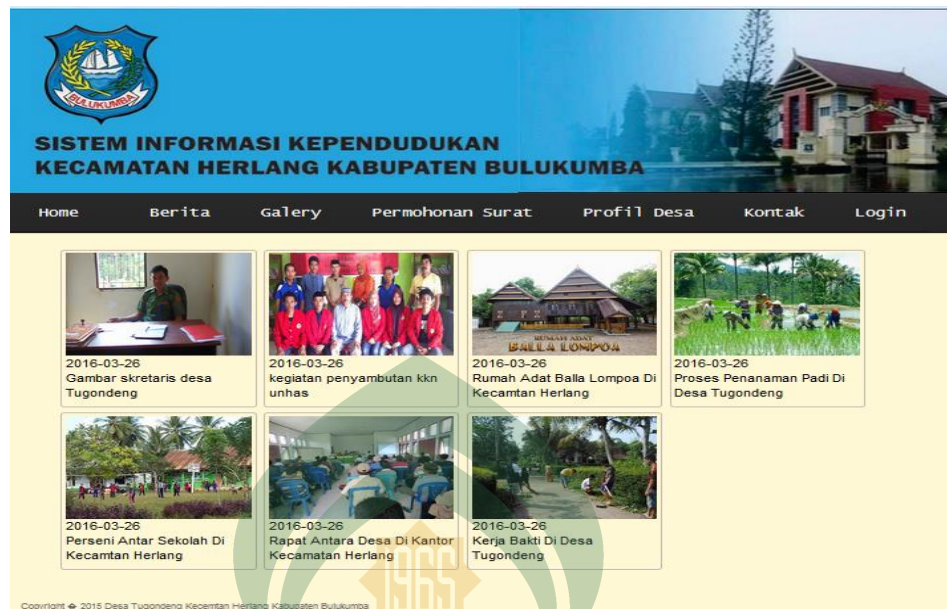 BULUKUMBA
SISTEM INFORMASI KEPENDUDUKAN
KECAMATAN HERLANG KABUPATEN BULUKUMBA
Home Berita Galery Permohonan Surat Profil Desa Kontak Login
RUMAH ADAT
BALLA LOMPOA
2016-03-26
Gambar skretaris desa
Tugondeng
2016-03-26
kegiatan penyambutan kkn
unhas
2016-03-26
Rumah Adat Balla Lompoa Di
Kecamtan Herlang
2016-03-26
Proses Penanaman Padi Di
Desa Tugondeng
2016-03-26
Perseni Antar Sekolah Di
Kecamtan Herlang
2016-03-26
Rapat Antara Desa Di Kantor
Kecamatan Herlang
2016-03-26
Kerja Bakti Di Desa
Tugondeng
1965
Copyright � 2015 Desa Tugondeng Kecemtan Herlang Kabupaten Bulukumba